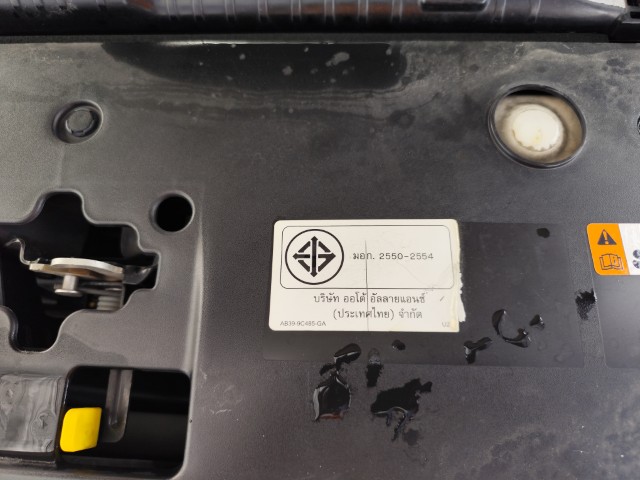 มอก. 2550-2554
บริษัท ออโต้ อัลลายแอนซ์
(ประเทศไทย) จำกัด
AB39-9C485-GA